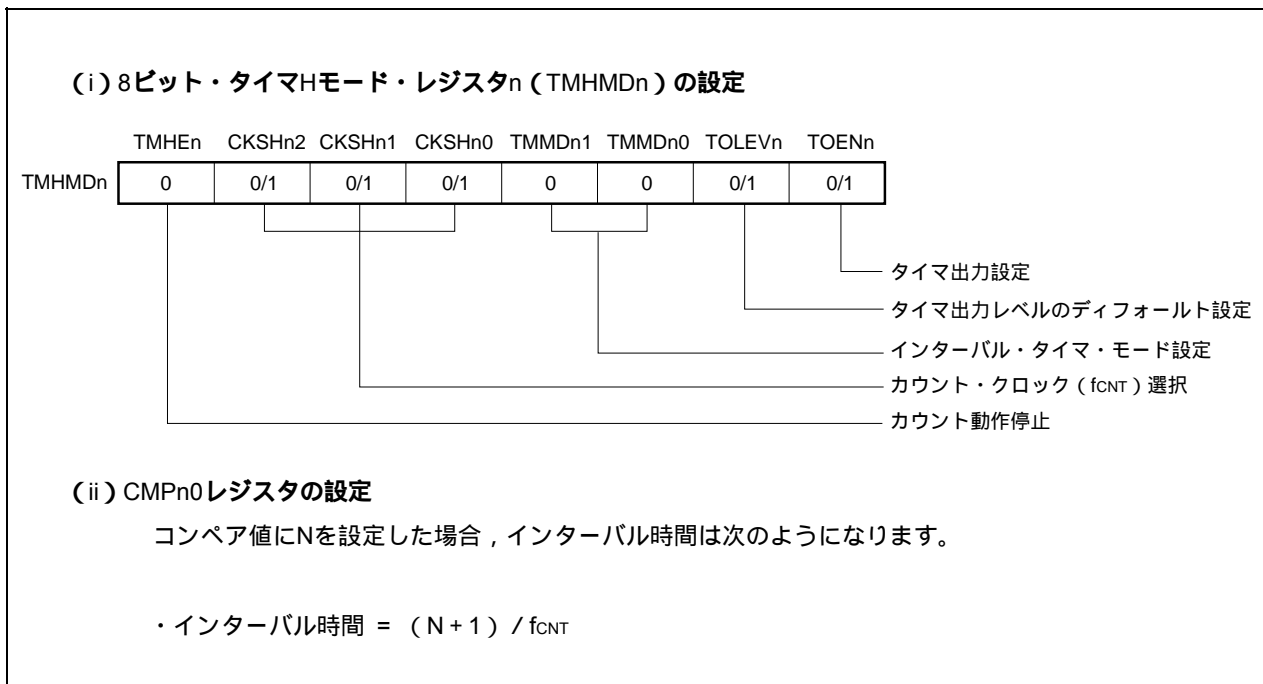 （i）8ビット・タイマHモード・レジスタn（TMHMDn）の設定
TMHEn CKSHn2 CKSHn1 CKSHn0 TMMDn1 TMMDn0 TOLEVn TOENn
TMHMDn 0 0/1 0/1 0/1 0 0 0/1 0/1
タイマ出力設定
タイマ出力レベルのディフォールト設定
インターバル・タイマ・モード設定
カウント・クロック（fCNT）選択
カウント動作停止
（ii）CMPn0レジスタの設定
コンペア値にNを設定した場合，インターバル時間は次のようになります。
・インターバル時間 = （N + 1）/ fCNT